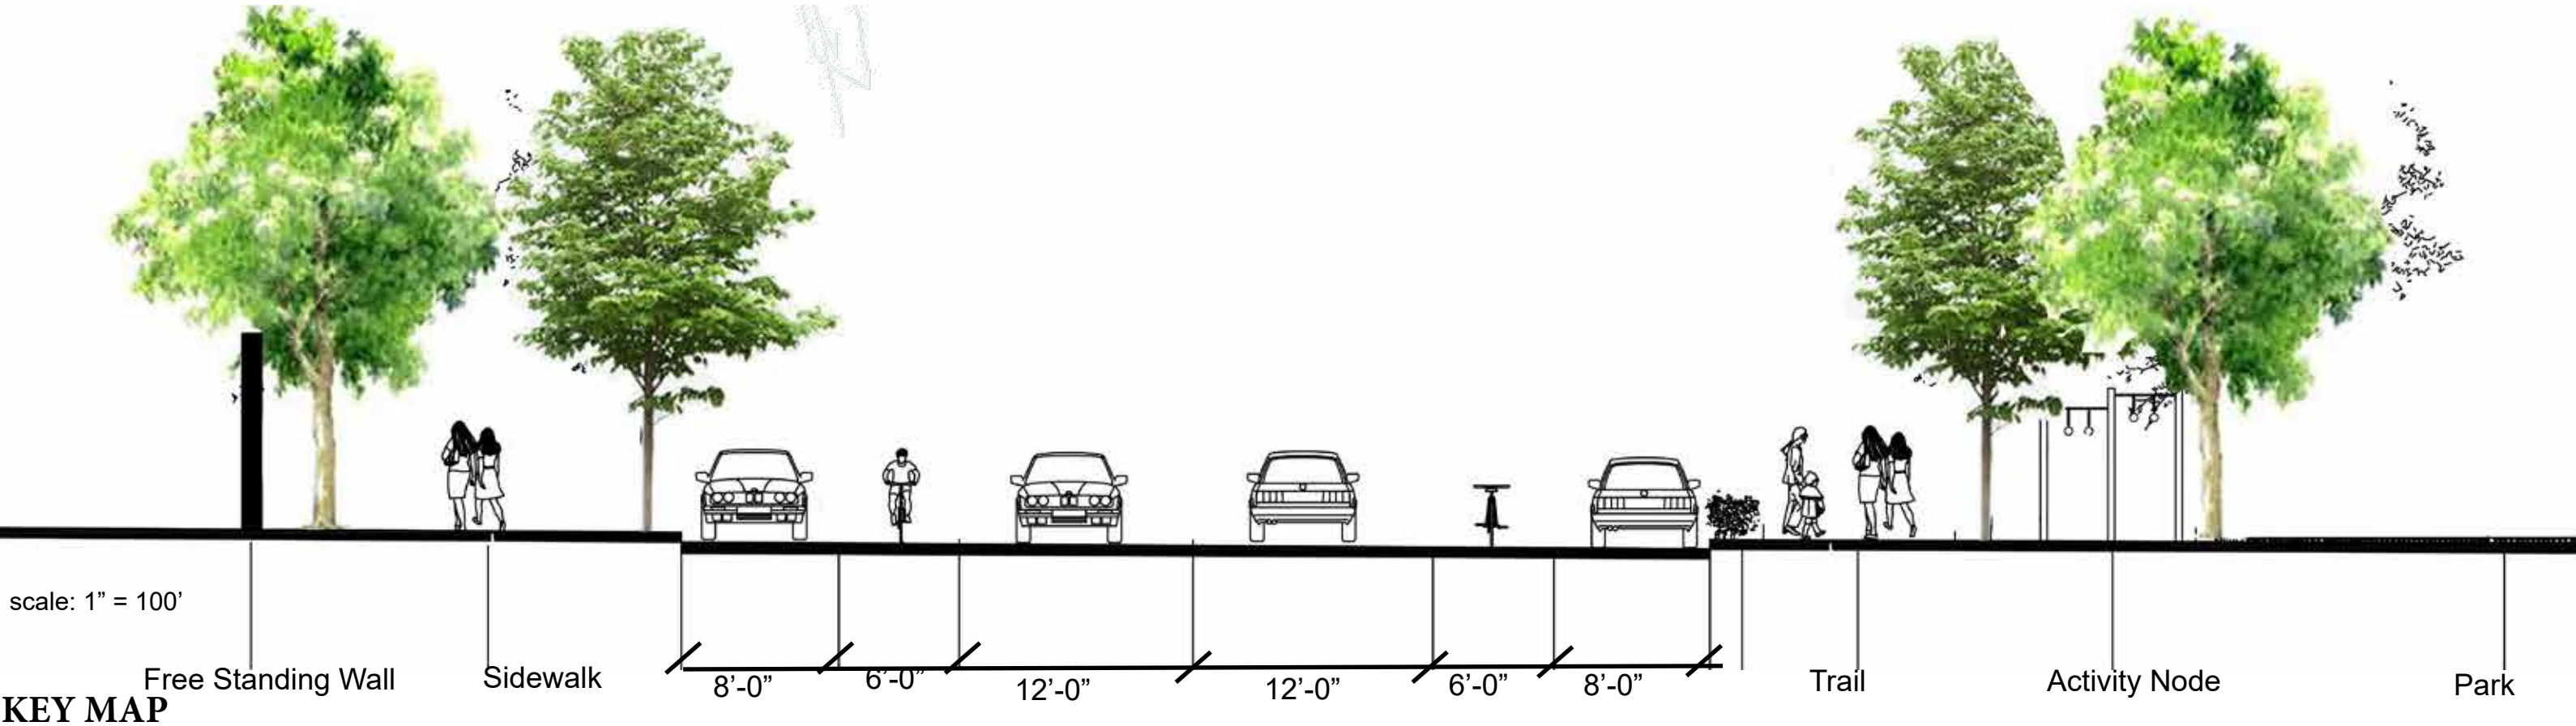 scale: 1” = 100’
Free Standing Wall
Sidewalk
8’-0”
6’-0”
12’-0”
12’-0”
6’-0”
8’-0”
Trail
Activity Node
Park
KEY MAP